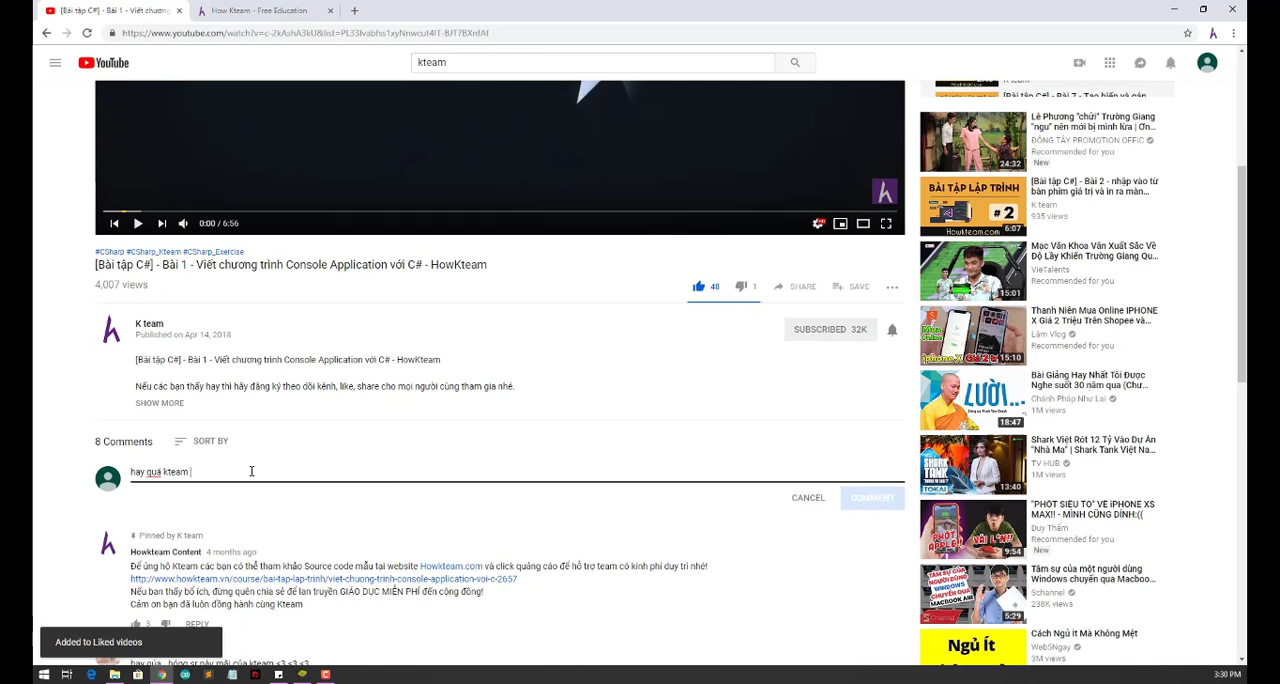 [Bài tập C#] - Bài 1 - Viết chương
How Kteam - Free Education
YouTube
kteam
0:00 / 6:56
#CSharp #CSharp_Kteam #CSharp_Exercise
[Bài tập C#] - Bài 1 - Viết chương trình Console Application với C# - HowKteam
4,007 views
48
1
SHARE
SAVE
K team
Published on Apr 14, 2018
SUBSCRIBED 32K
[Bài tập C#] - Bài 1 - Viết chương trình Console Application với C# - HowKteam
Nếu các bạn thấy hay thì hãy đăng ký theo dõi kênh, like, share cho mọi người cùng tham gia nhé.
SHOW MORE
8 Comments
SORT BY
hay quá kteam
CANCEL
COMMENT
Pinned by K team
Howkteam Content 4 months ago
Để ủng hộ Kteam các bạn có thể tham khảo Source code mẫu tại website Howkteam.com và click quảng cáo để hỗ trợ team có kinh phí duy trì nhé!
http://www.howkteam.vn/course/bai-tap-lap-trinh/viet-chuong-trinh-console-application-voi-c-2657
Nếu bạn thấy bổ ích, đừng quên chia sẻ để lan truyền GIÁO DỤC MIỄN PHÍ đến cộng đồng!
Cảm ơn bạn đã luôn đồng hành cùng Kteam
3
REPLY
Added to Liked videos
Lê Phương "chửi" Trường Giang
"ngu" nên mới bị mình lừa | Ơn...
ĐÔNG TÂY PROMOTION OFFIC
Recommended for you
New
24:32
BÀI TẬP LẬP TRÌNH
# 2
Howkteam.com
6:07
[Bài tập C#] - Bài 2 - nhập vào từ
bàn phím giá trị và in ra màn...
K team
935 views
Mạc Văn Khoa Văn Xuất Sắc Về
Độ Lầy Khiến Trường Giang Qu...
VieTalents
Recommended for you
15:01
Thanh Niên Mua Online IPHONE
X Giá 2 Triệu Trên Shopee và...
Lâm Vlog
Recommended for you
15:10
Bài Giảng Hay Nhất Tôi Được
Nghe suốt 30 năm qua (Chư...
Chánh Pháp Như Lai
1M views
LƯỜI...
18:47
Shark Việt Rót 12 Tỷ Vào Dự Án
"Nhà Ma" | Shark Tank Việt Na...
TV HUB
1M views
SHARK TANK
13:40
"PHỐT SIÊU TO" VỀ iPHONE XS
MAX!! - MÌNH CŨNG DÍNH:((
Duy Thẩm
Recommended for you
New
9:54
Tâm sự của một người dùng
Windows chuyển qua Macboo...
Schannel
238K views
5:29
Cách Ngủ ít Mà Không Mệt
Web5Ngay
3M views
Ngủ Ít
3:30 PM